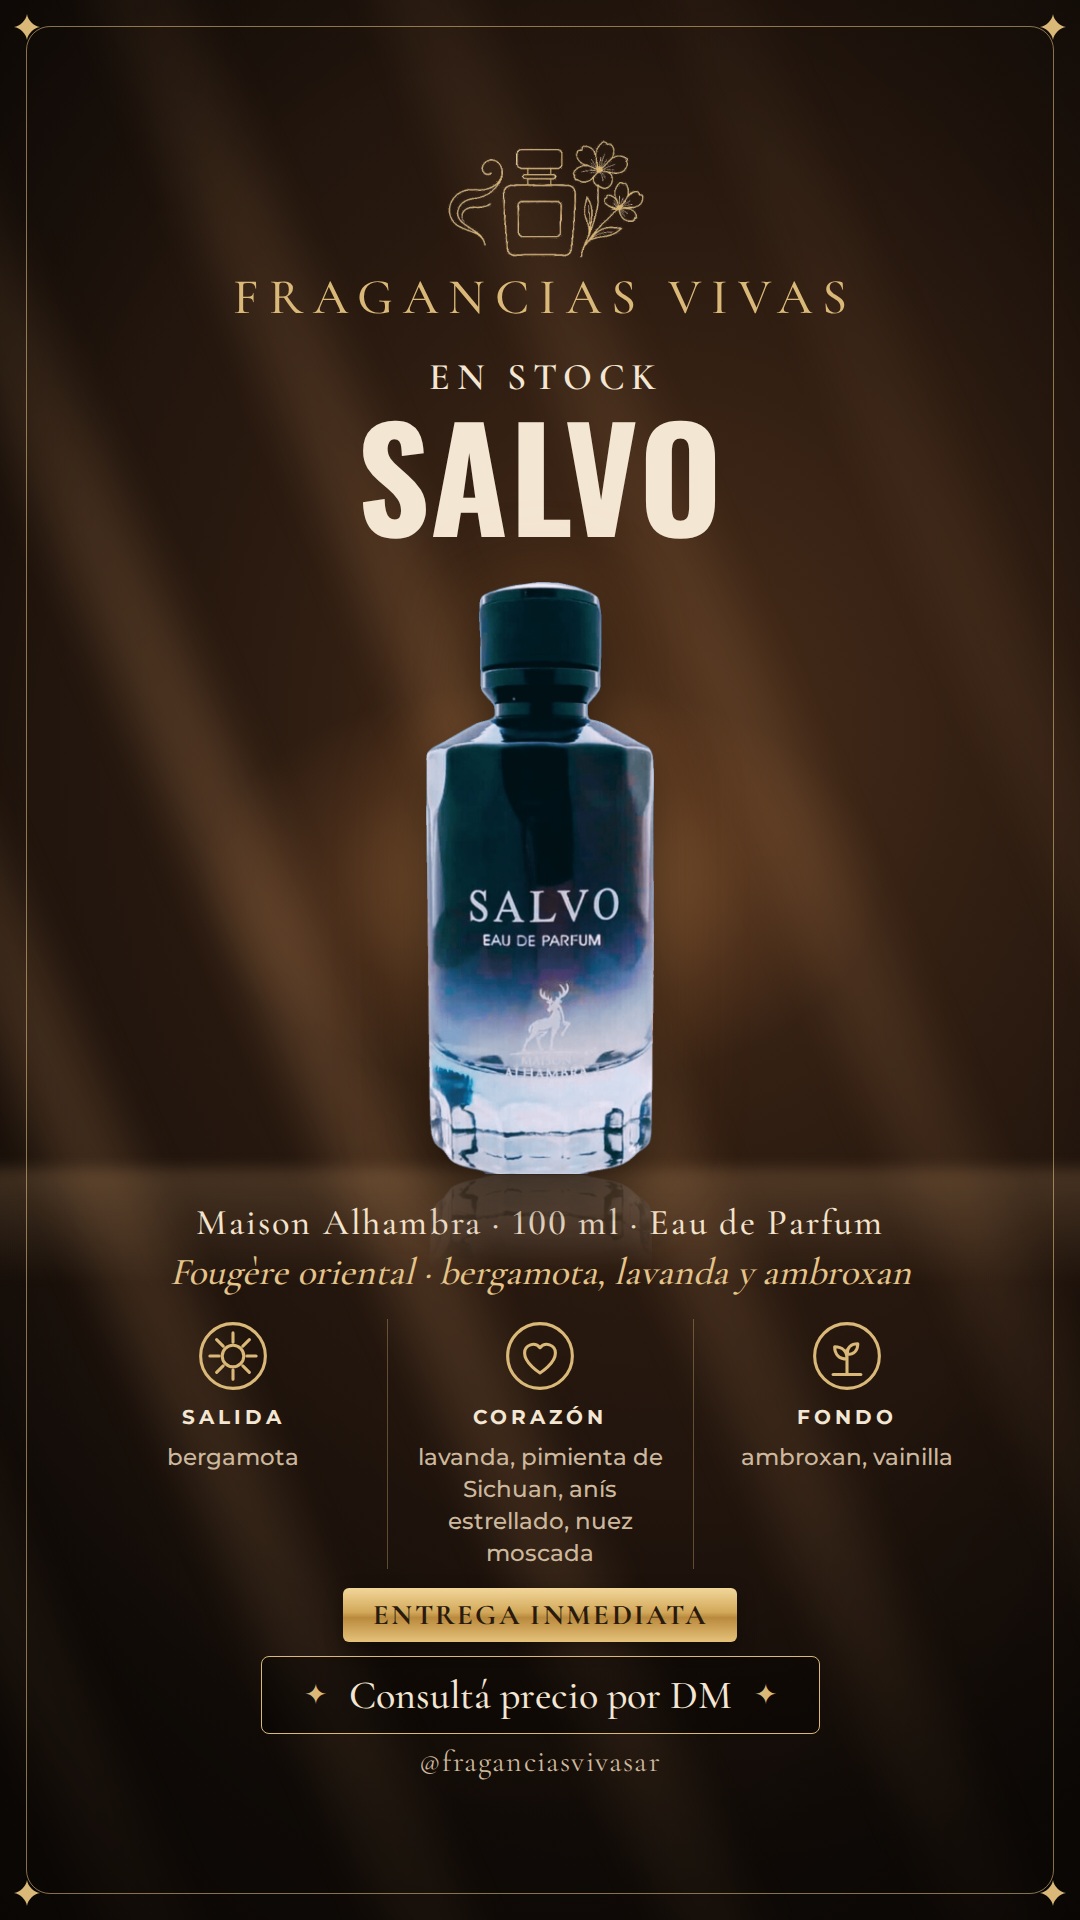 FRAGANCIAS VIVAS
EN STOCK
SALVO
SALVO
EAU DE PARFUM
MAISON
ALHAMBRA
Maison Alhambra · 100 ml · Eau de Parfum
Fougère oriental · bergamota, lavanda y ambroxan
SALIDA
bergamota
CORAZÓN
lavanda, pimienta de
Sichuan, anís
estrellado, nuez
moscada
FONDO
ambroxan, vainilla
ENTREGA INMEDIATA
✦ Consultá precio por DM ✦
@fraganciasvivasar